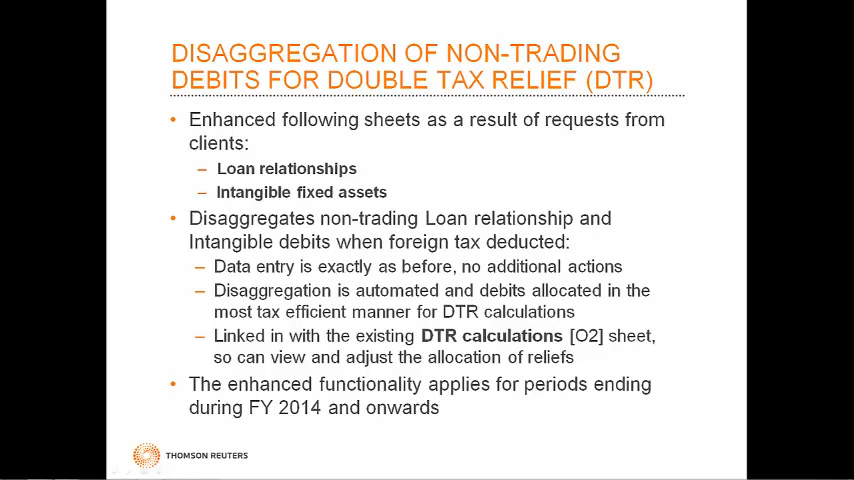 DISAGGREGATION OF NON-TRADING
DEBITS FOR DOUBLE TAX RELIEF (DTR)
• Enhanced following sheets as a result of requests from
clients:
– Loan relationships
– Intangible fixed assets
• Disaggregates non-trading Loan relationship and
Intangible debits when foreign tax deducted:
– Data entry is exactly as before, no additional actions
– Disaggregation is automated and debits allocated in the
most tax efficient manner for DTR calculations
– Linked in with the existing DTR calculations [O2] sheet,
so can view and adjust the allocation of reliefs
• The enhanced functionality applies for periods ending
during FY 2014 and onwards
THOMSON REUTERS